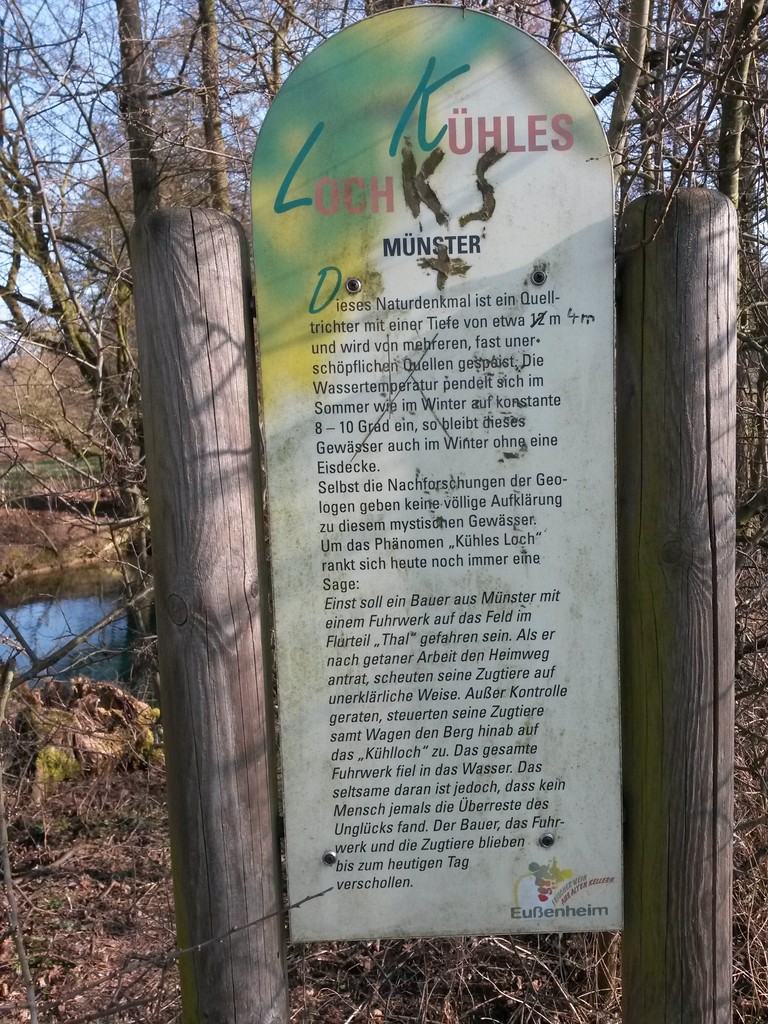 KÜHLES
LOCH KS
MÜNSTER
Dieses Naturdenkmal ist ein Quell-
trichter mit einer Tiefe von etwa 12 m 4m
und wird von mehreren, fast uner-
schöpflichen Quellen gespeist. Die
Wassertemperatur pendelt sich im
Sommer wie im Winter auf konstante
8 – 10 Grad ein, so bleibt dieses
Gewässer auch im Winter ohne eine
Eisdecke.
Selbst die Nachforschungen der Geo-
logen geben keine völlige Aufklärung
zu diesem mystischen Gewässer.
Um das Phänomen „Kühles Loch"
rankt sich heute noch immer eine
Sage:
Einst soll ein Bauer aus Münster mit
einem Fuhrwerk auf das Feld im
Flurteil „Thal" gefahren sein. Als er
nach getaner Arbeit den Heimweg
antrat, scheuten seine Zugtiere auf
unerklärliche Weise. Außer Kontrolle
geraten, steuerten seine Zugtiere
samt Wagen den Berg hinab auf
das „Kühlloch" zu. Das gesamte
Fuhrwerk fiel in das Wasser. Das
seltsame daran ist jedoch, dass kein
Mensch jemals die Überreste des
Unglücks fand. Der Bauer, das Fuhr-
werk und die Zugtiere blieben
bis zum heutigen Tag
verschollen.
FRISCHER WEIN
AUS ALTEN KELLERN
Eußenheim